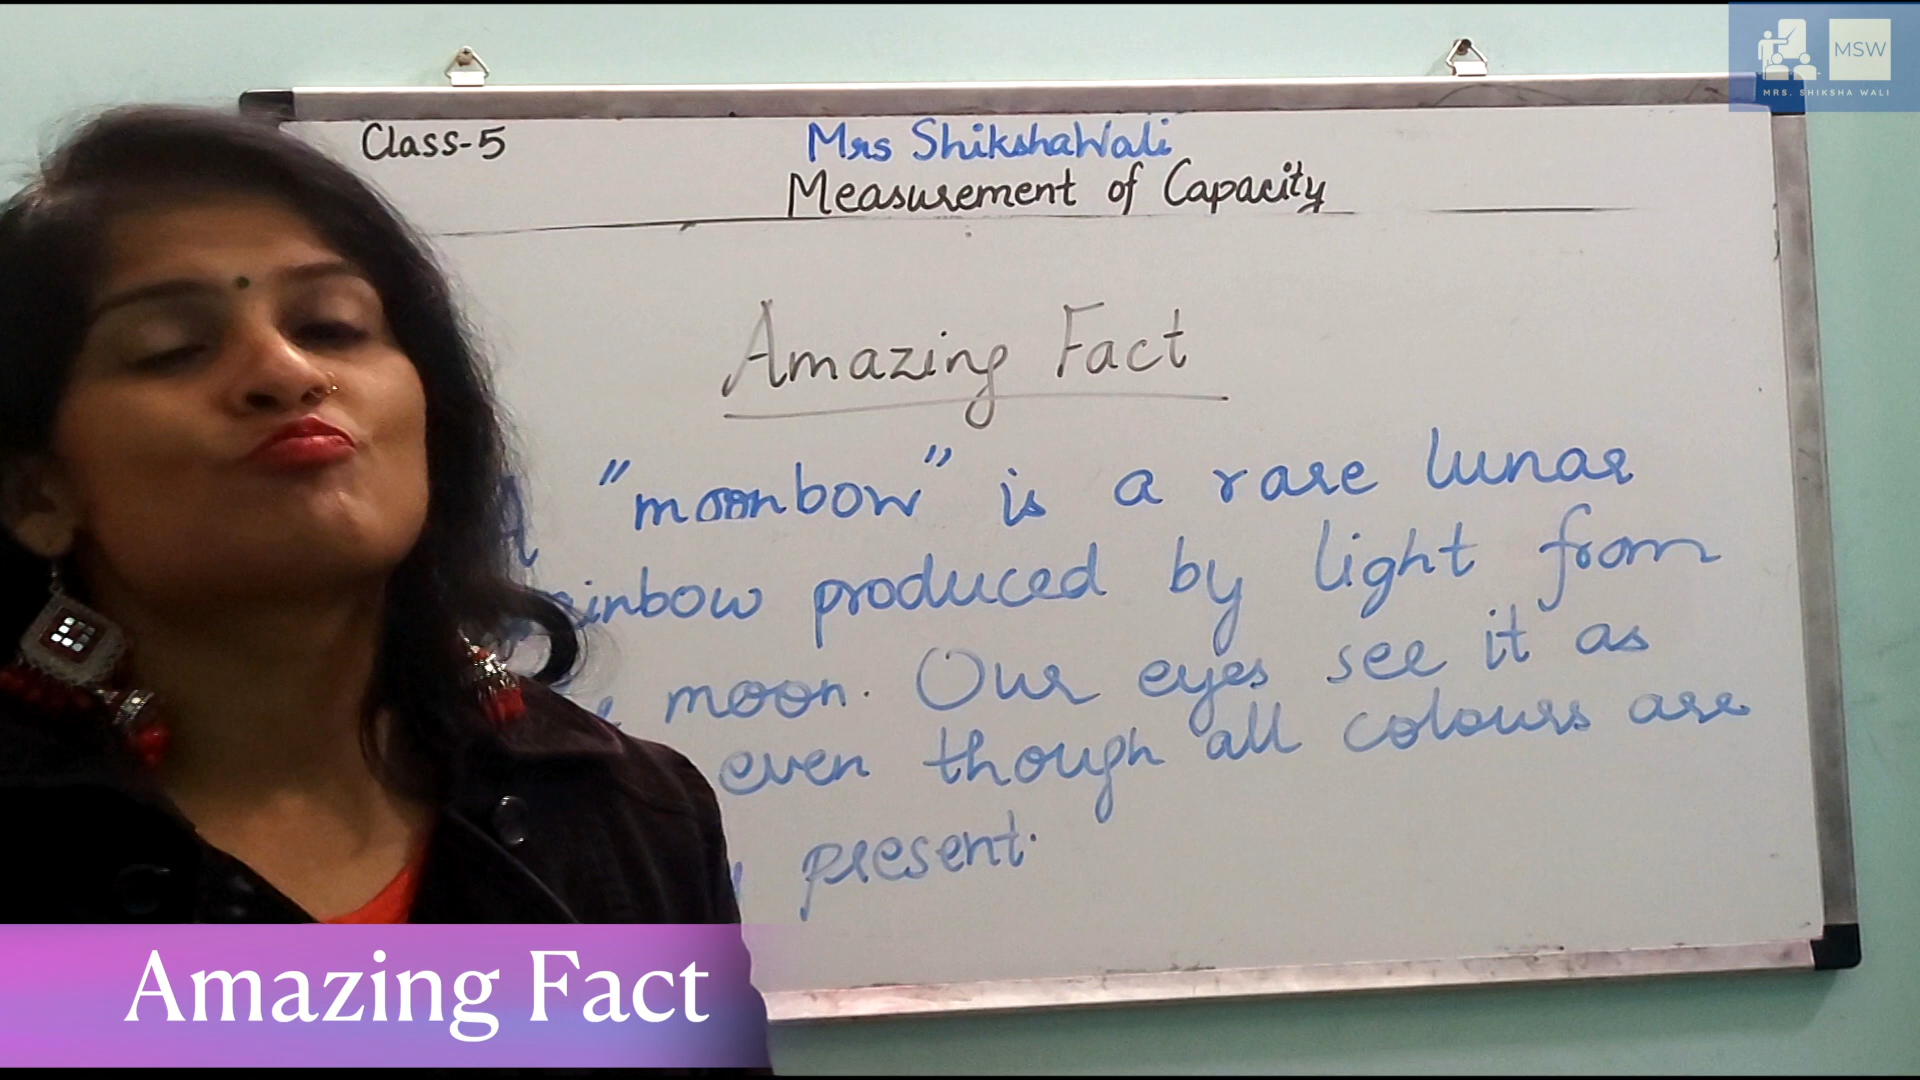 MSW
MRS. SHIKSHA WALI
Class-5
Mrs ShikshaWali
Measurement of Capacity
Amazing Fact
A "moonbow" is a rare lunar
inbow produced by light from
moon. Our eyes see it as
even though all colours are
present.
Amazing Fact